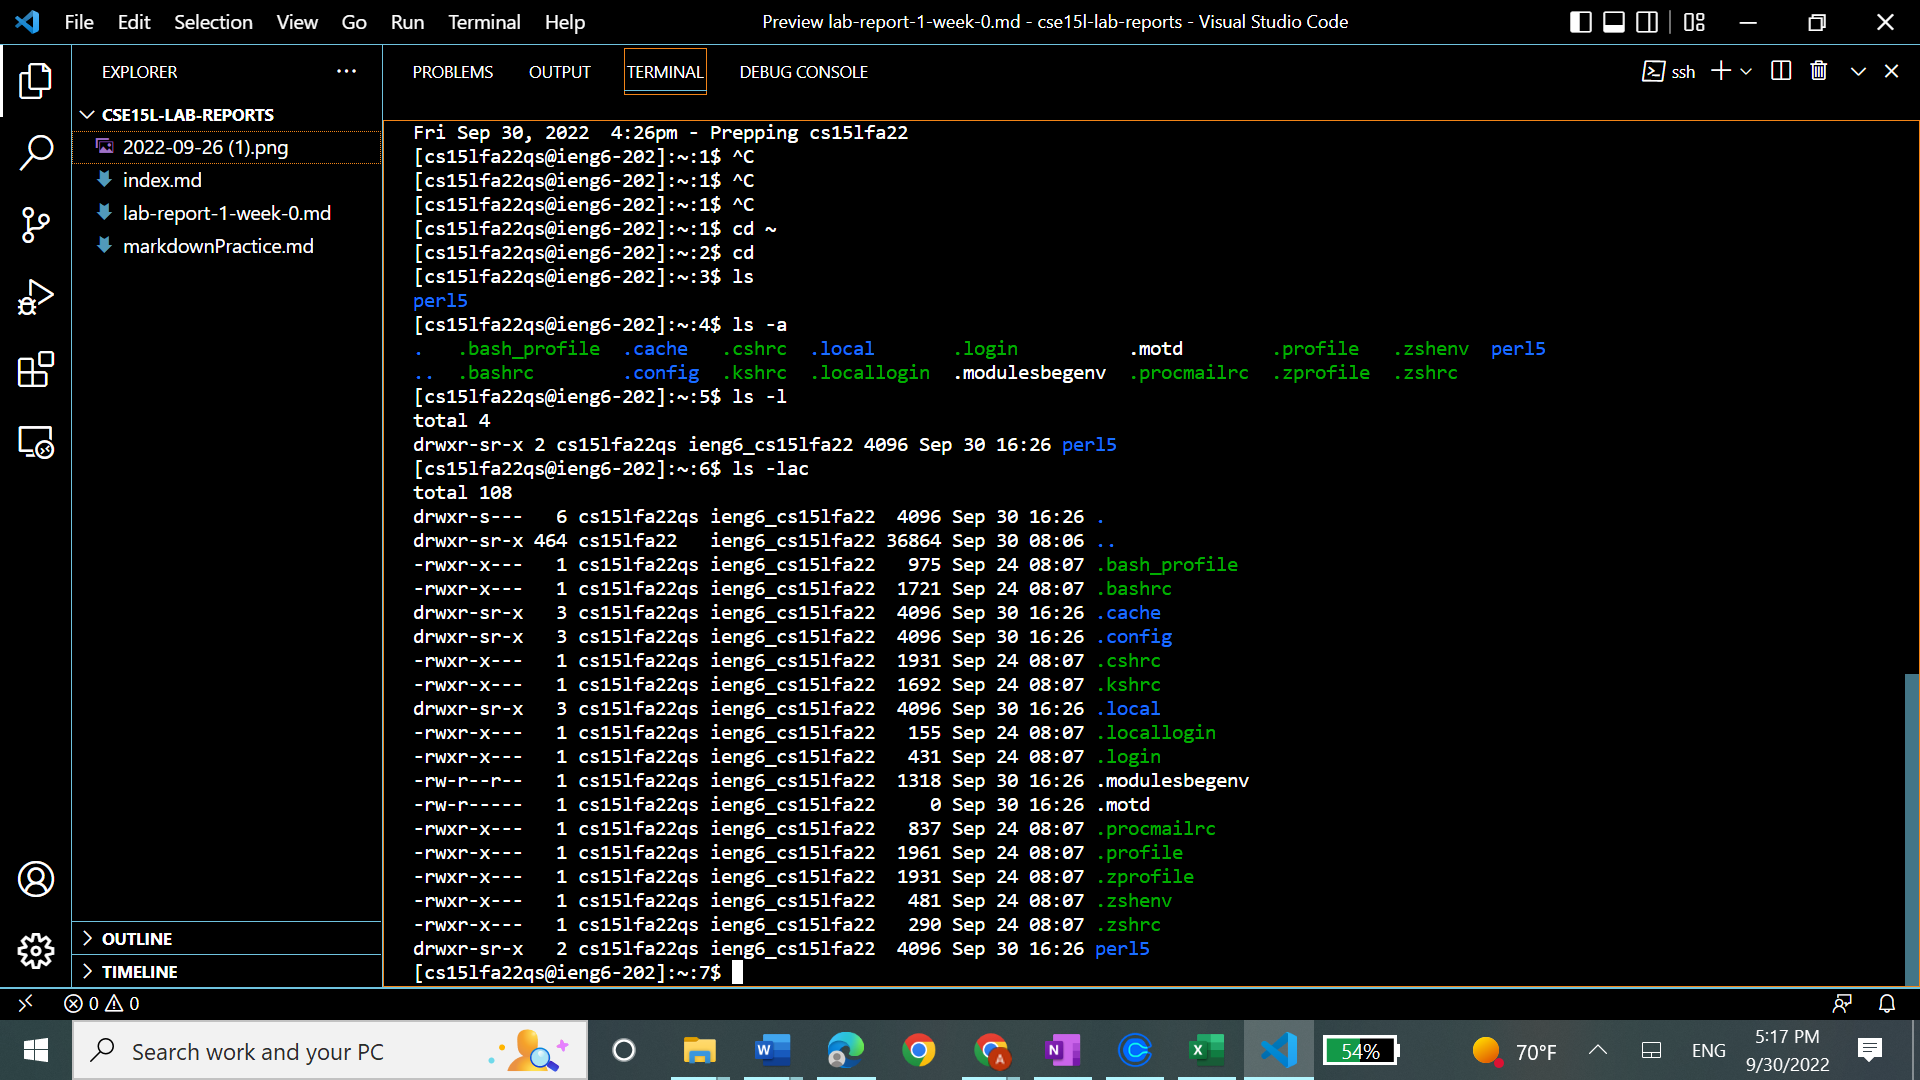 File Edit Selection View Go Run Terminal Help
Preview lab-report-1-week-0.md - cse15l-lab-reports - Visual Studio Code
EXPLORER
CSE15L-LAB-REPORTS
2022-09-26 (1).png
index.md
lab-report-1-week-0.md
markdownPractice.md
OUTLINE
TIMELINE
PROBLEMS OUTPUT TERMINAL DEBUG CONSOLE
ssh
Fri Sep 30, 2022  4:26pm - Prepping cs15lfa22
[cs15lfa22qs@ieng6-202]:~:1$ ^C
[cs15lfa22qs@ieng6-202]:~:1$ ^C
[cs15lfa22qs@ieng6-202]:~:1$ ^C
[cs15lfa22qs@ieng6-202]:~:1$ cd ~
[cs15lfa22qs@ieng6-202]:~:2$ cd
[cs15lfa22qs@ieng6-202]:~:3$ ls
perl5
[cs15lfa22qs@ieng6-202]:~:4$ ls -a
.   .bash_profile  .cache   .cshrc  .local       .login          .motd        .profile   .zshenv  perl5
..  .bashrc        .config  .kshrc  .locallogin  .modulesbegenv  .procmailrc  .zprofile  .zshrc
[cs15lfa22qs@ieng6-202]:~:5$ ls -l
total 4
drwxr-sr-x 2 cs15lfa22qs ieng6_cs15lfa22 4096 Sep 30 16:26 perl5
[cs15lfa22qs@ieng6-202]:~:6$ ls -lac
total 108
drwxr-s---   6 cs15lfa22qs ieng6_cs15lfa22  4096 Sep 30 16:26 .
drwxr-sr-x 464 cs15lfa22   ieng6_cs15lfa22 36864 Sep 30 08:06 ..
-rwxr-x---   1 cs15lfa22qs ieng6_cs15lfa22   975 Sep 24 08:07 .bash_profile
-rwxr-x---   1 cs15lfa22qs ieng6_cs15lfa22  1721 Sep 24 08:07 .bashrc
drwxr-sr-x   3 cs15lfa22qs ieng6_cs15lfa22  4096 Sep 30 16:26 .cache
drwxr-sr-x   3 cs15lfa22qs ieng6_cs15lfa22  4096 Sep 30 16:26 .config
-rwxr-x---   1 cs15lfa22qs ieng6_cs15lfa22  1931 Sep 24 08:07 .cshrc
-rwxr-x---   1 cs15lfa22qs ieng6_cs15lfa22  1692 Sep 24 08:07 .kshrc
drwxr-sr-x   3 cs15lfa22qs ieng6_cs15lfa22  4096 Sep 30 16:26 .local
-rwxr-x---   1 cs15lfa22qs ieng6_cs15lfa22   155 Sep 24 08:07 .locallogin
-rwxr-x---   1 cs15lfa22qs ieng6_cs15lfa22   431 Sep 24 08:07 .login
-rw-r--r--   1 cs15lfa22qs ieng6_cs15lfa22  1318 Sep 30 16:26 .modulesbegenv
-rw-r-----   1 cs15lfa22qs ieng6_cs15lfa22     0 Sep 30 16:26 .motd
-rwxr-x---   1 cs15lfa22qs ieng6_cs15lfa22   837 Sep 24 08:07 .procmailrc
-rwxr-x---   1 cs15lfa22qs ieng6_cs15lfa22  1961 Sep 24 08:07 .profile
-rwxr-x---   1 cs15lfa22qs ieng6_cs15lfa22  1931 Sep 24 08:07 .zprofile
-rwxr-x---   1 cs15lfa22qs ieng6_cs15lfa22   481 Sep 24 08:07 .zshenv
-rwxr-x---   1 cs15lfa22qs ieng6_cs15lfa22   290 Sep 24 08:07 .zshrc
drwxr-sr-x   2 cs15lfa22qs ieng6_cs15lfa22  4096 Sep 30 16:26 perl5
[cs15lfa22qs@ieng6-202]:~:7$
0 0
Search work and your PC
W
A
N
X
54%
70°F
ENG
5:17 PM
9/30/2022